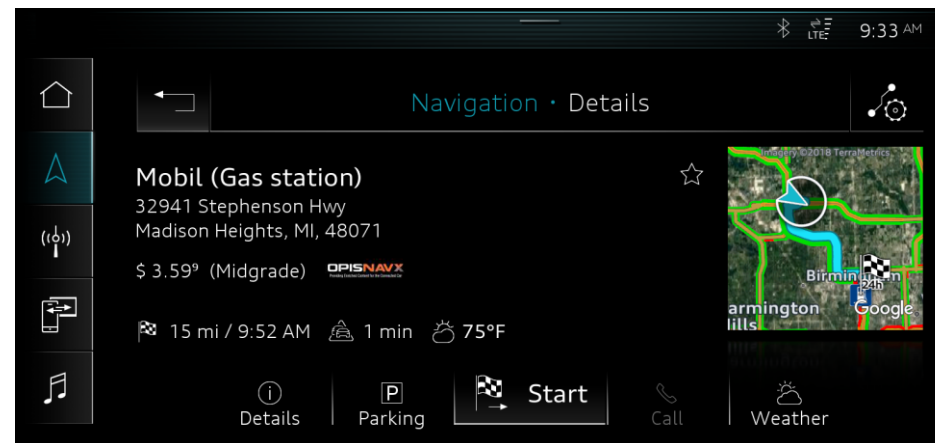 LTE
9:33 AM
Navigation · Details
Mobil (Gas station)
32941 Stephenson Hwy
Madison Heights, MI, 48071
$ 3.59⁹ (Midgrade) OPISNAVX
15 mi / 9:52 AM 1 min 75°F
Imagery ©2018 TerraMetrics
Birmingham
24h
armington
Hills
Google
Details
P
Parking
Start
Call
Weather